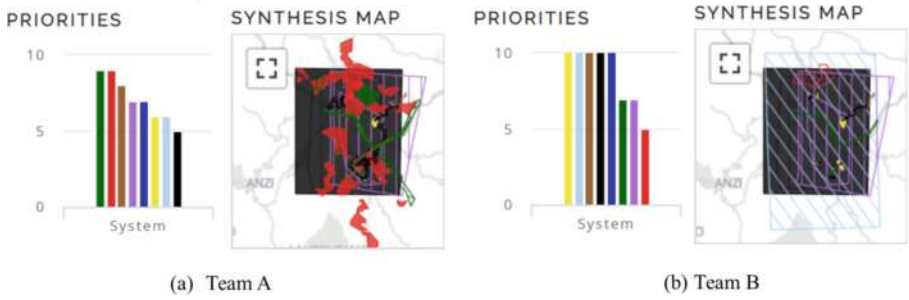 PRIORITIES
10
5
0
System
SYNTHESIS MAP
ANZI
(a) Team A
PRIORITIES
10
5
0
System
SYNTHESIS MAP
ANZI
(b) Team B